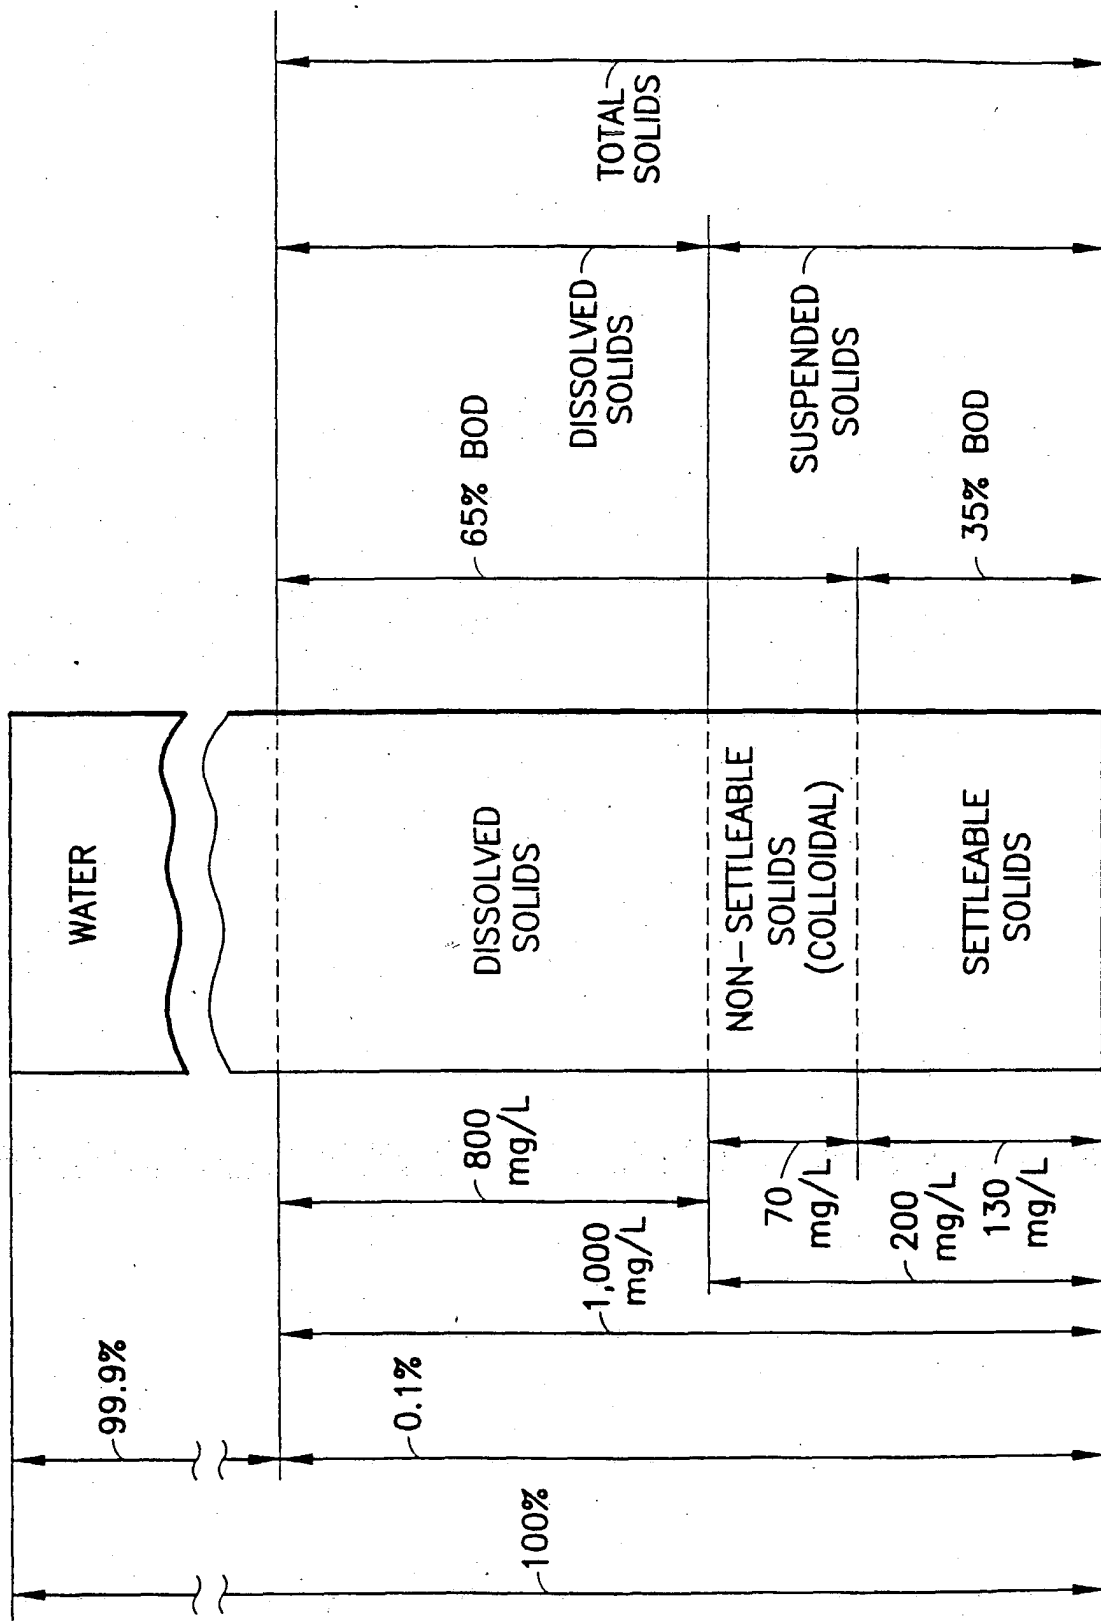 100%
99.9%
0.1%
1,000
mg/L
800
mg/L
200
mg/L
70
mg/L
130
mg/L
WATER
DISSOLVED
SOLIDS
NON-SETTLEABLE
SOLIDS
(COLLOIDAL)
SETTLEABLE
SOLIDS
65% BOD
35% BOD
DISSOLVED
SOLIDS
SUSPENDED
SOLIDS
TOTAL
SOLIDS